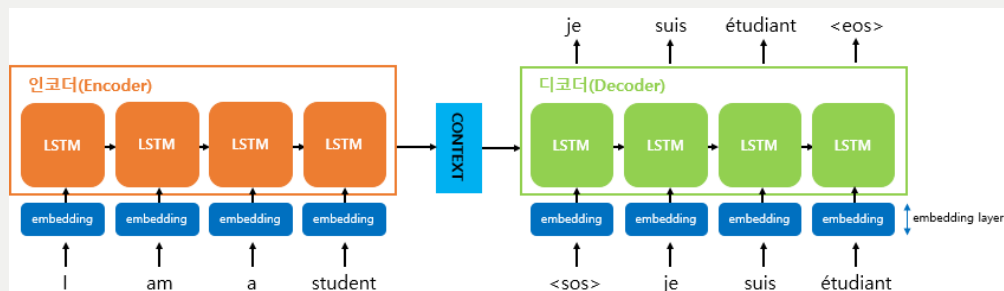 je suis étudiant <eos>
인코더(Encoder)
디코더(Decoder)
LSTM LSTM LSTM LSTM
CONTEXT
LSTM LSTM LSTM LSTM
embedding embedding embedding embedding
embedding embedding embedding embedding
embedding layer
I am a student
<sos> je suis étudiant